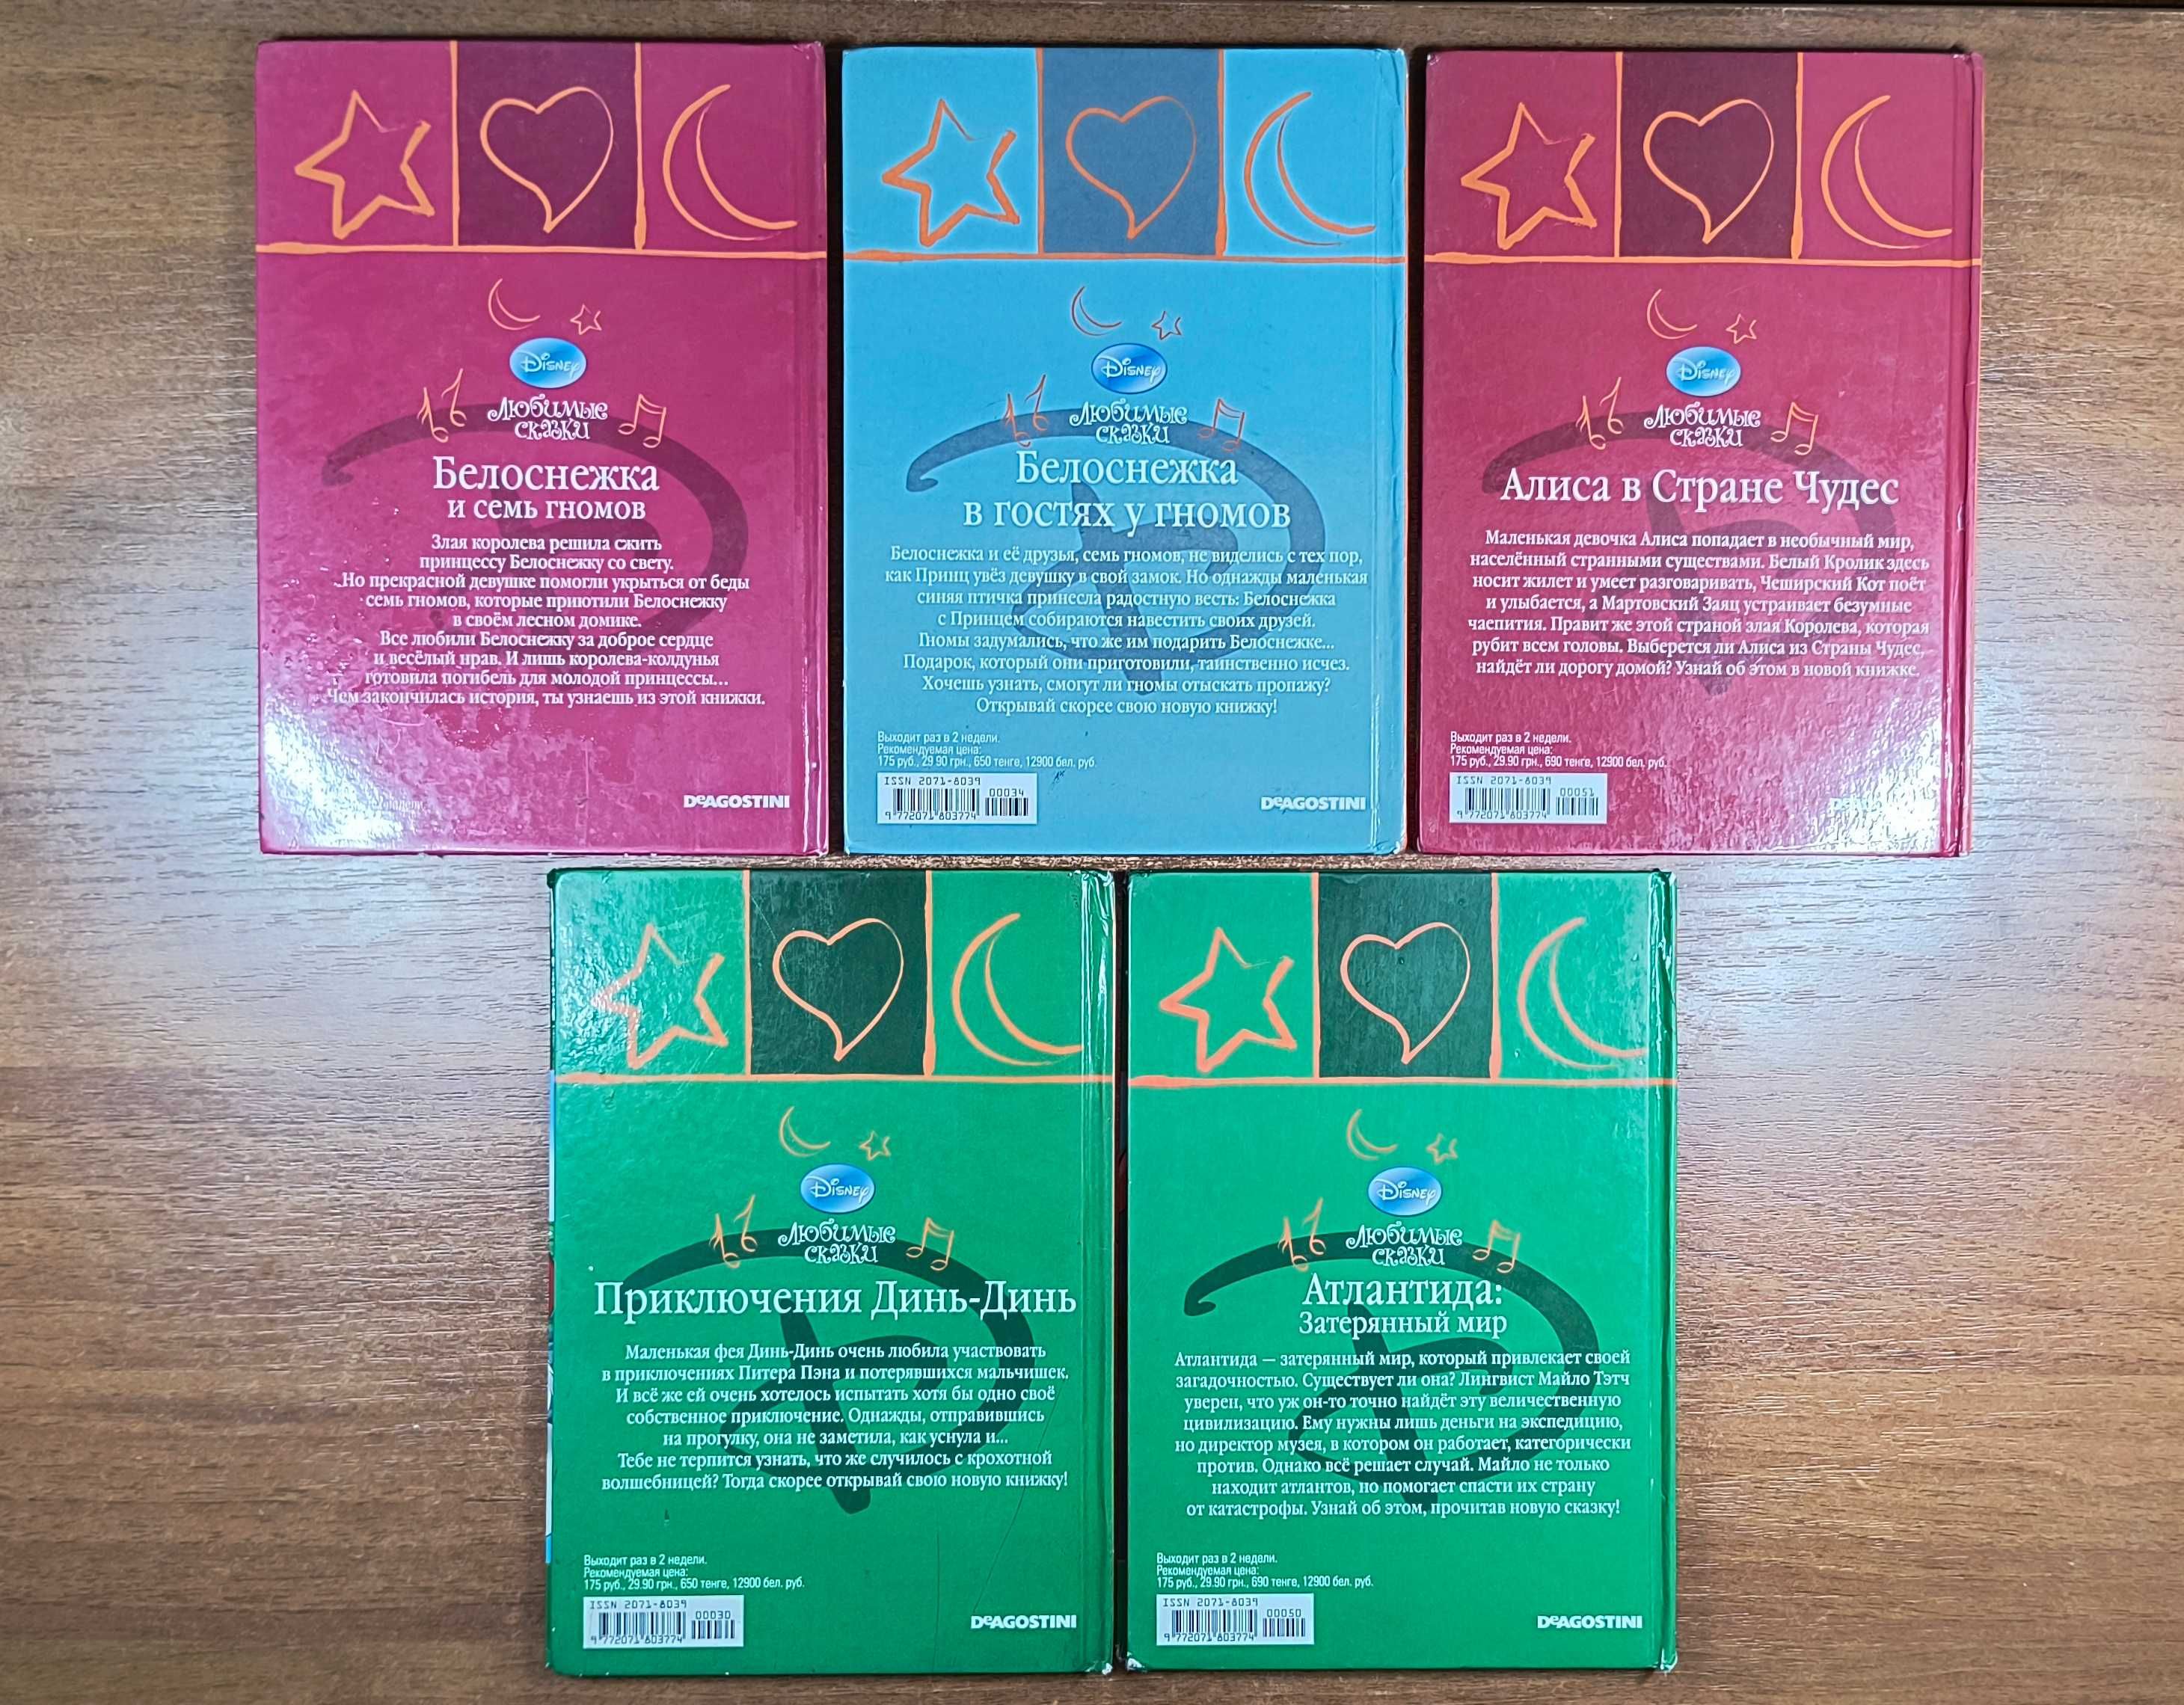 Disney
Любимые
сказки
Белоснежка
и семь гномов
Злая королева решила сжить
принцессу Белоснежку со свету.
Но прекрасной девушке помогли укрыться от беды
семь гномов, которые приютили Белоснежку
в своём лесном домике.
Все любили Белоснежку за доброе сердце
и весёлый нрав. И лишь королева-колдунья
готовила погибель для молодой принцессы...
Чем закончилась история, ты узнаешь из этой книжки.
DeAGOSTINI
Disney
Любимые
сказки
Белоснежка
в гостях у гномов
Белоснежка и её друзья, семь гномов, не виделись с тех пор,
как Принц увёз девушку в свой замок. Но однажды маленькая
синяя птичка принесла радостную весть: Белоснежка
с Принцем собираются навестить своих друзей.
Гномы задумались, что же им подарить Белоснежке...
Подарок, который они приготовили, таинственно исчез.
Хочешь узнать, смогут ли гномы отыскать пропажу?
Открывай скорее свою новую книжку!
Выходит раз в 2 недели.
Рекомендуемая цена:
175 руб., 29.90 грн., 650 тенге, 12900 бел. руб.
ISSN 2071-8039
00034
9 772071 803774
DeAGOSTINI
Disney
Любимые
сказки
Алиса в Стране Чудес
Маленькая девочка Алиса попадает в необычный мир,
населённый странными существами. Белый Кролик здесь
носит жилет и умеет разговаривать, Чеширский Кот поёт
и улыбается, а Мартовский Заяц устраивает безумные
чаепития. Правит же этой страной злая Королева, которая
рубит всем головы. Выберется ли Алиса из Страны Чудес,
найдёт ли дорогу домой? Узнай об этом в новой книжке.
Выходит раз в 2 недели.
Рекомендуемая цена:
175 руб., 29.90 грн., 690 тенге, 12900 бел. руб.
ISSN 2071-8039
00051
9 772071 803774
Disney
Любимые
сказки
Приключения Динь-Динь
Маленькая фея Динь-Динь очень любила участвовать
в приключениях Питера Пэна и потерявшихся мальчишек.
И всё же ей очень хотелось испытать хотя бы одно своё
собственное приключение. Однажды, отправившись
на прогулку, она не заметила, как уснула и...
Тебе не терпится узнать, что же случилось с крохотной
волшебницей? Тогда скорее открывай свою новую книжку!
Выходит раз в 2 недели.
Рекомендуемая цена:
175 руб., 29.90 грн., 650 тенге, 12900 бел. руб.
ISSN 2071-8039
00030
9 772071 803774
DeAGOSTINI
Disney
Любимые
сказки
Атлантида:
Затерянный мир
Атлантида — затерянный мир, который привлекает своей
загадочностью. Существует ли она? Лингвист Майло Тэтч
уверен, что уж он-то точно найдёт эту величественную
цивилизацию. Ему нужны лишь деньги на экспедицию,
но директор музея, в котором он работает, категорически
против. Однако всё решает случай. Майло не только
находит атлантов, но помогает спасти их страну
от катастрофы. Узнай об этом, прочитав новую сказку!
Выходит раз в 2 недели.
Рекомендуемая цена:
175 руб., 29.90 грн., 690 тенге, 12900 бел. руб.
ISSN 2071-8039
00050
9 772071 803774
DeAGOSTINI